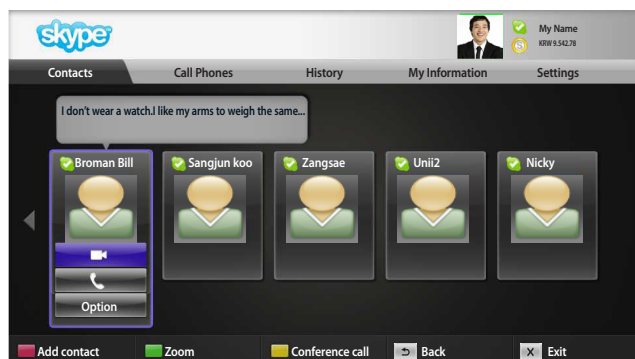 skype
My Name
KRW 9.542.78
Contacts Call Phones History My Information Settings
I don't wear a watch.I like my arms to weigh the same...
Broman Bill Sangjun koo Zangsae Unii2 Nicky
Option
Add contact Zoom Conference call Back X Exit